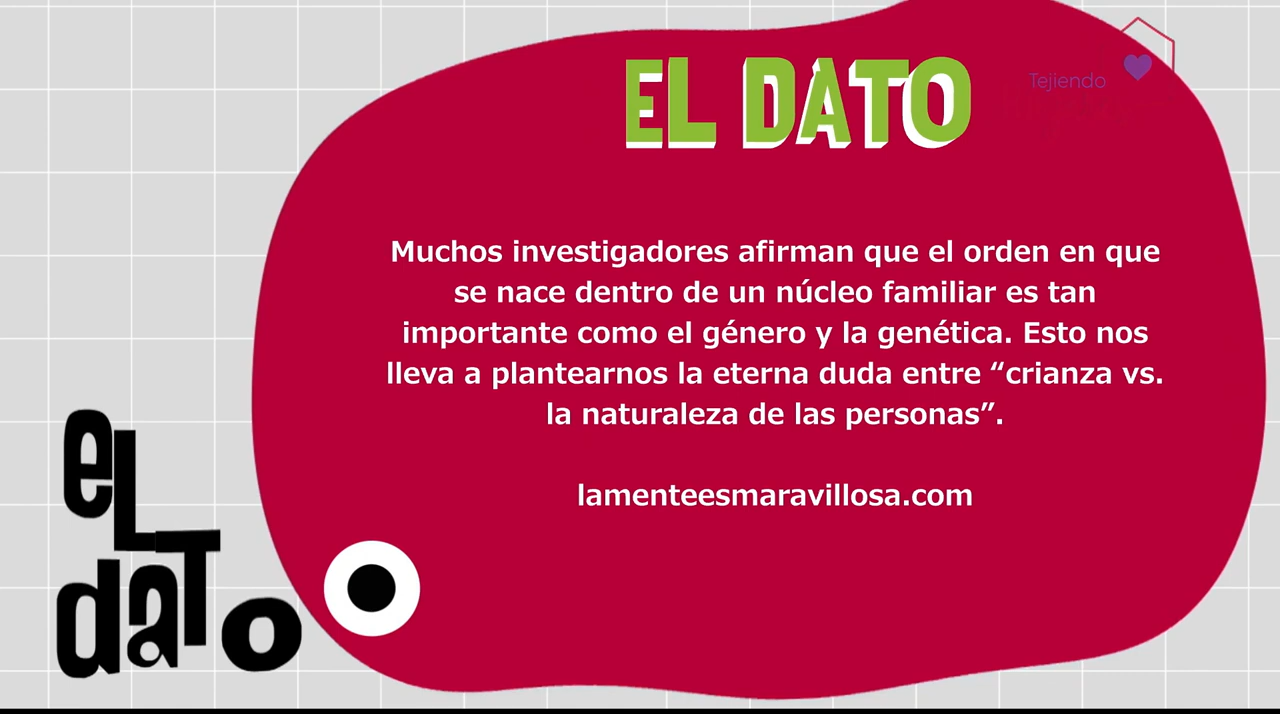 EL DATO
Tejiendo
Muchos investigadores afirman que el orden en que
se nace dentro de un núcleo familiar es tan
importante como el género y la genética. Esto nos
lleva a plantearnos la eterna duda entre “crianza vs.
la naturaleza de las personas”.
lamenteesmaravillosa.com
eL
daTo